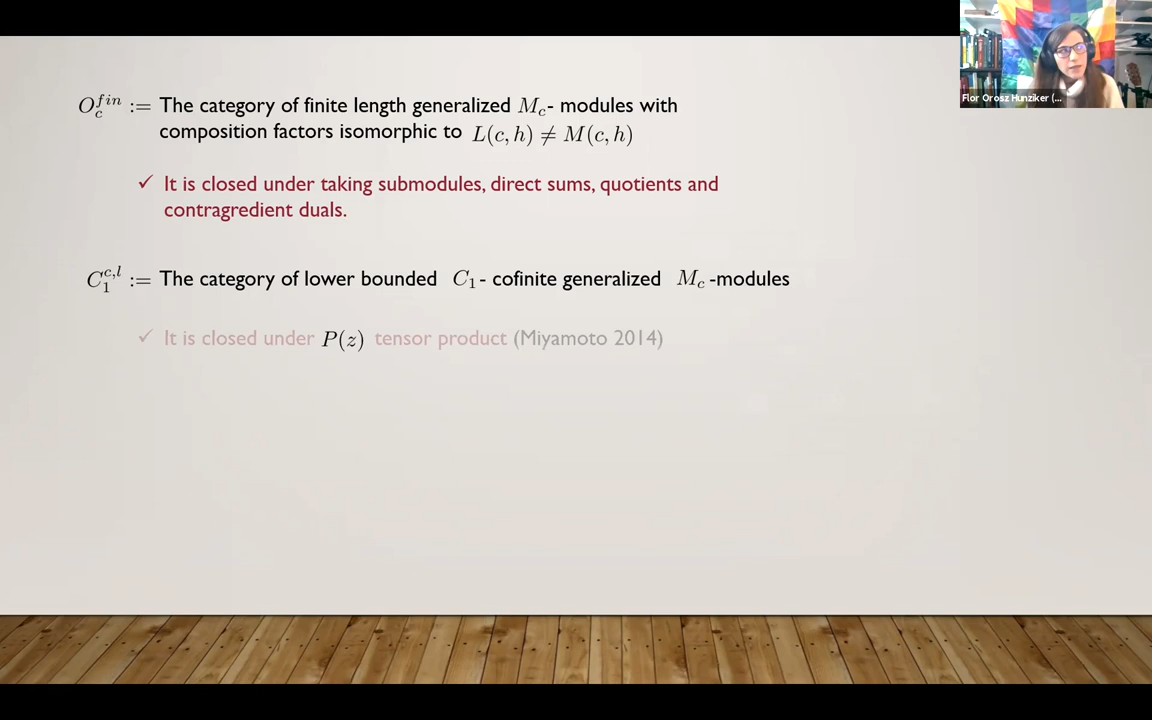 Flor Orosz Hunziker (...
O_c^{fin} := The category of finite length generalized M_c- modules with
composition factors isomorphic to L(c, h) ≠ M(c, h)
✓ It is closed under taking submodules, direct sums, quotients and
contragredient duals.
C_1^{c,l} := The category of lower bounded C_1- cofinite generalized M_c -modules
✓ It is closed under P(z) tensor product (Miyamoto 2014)